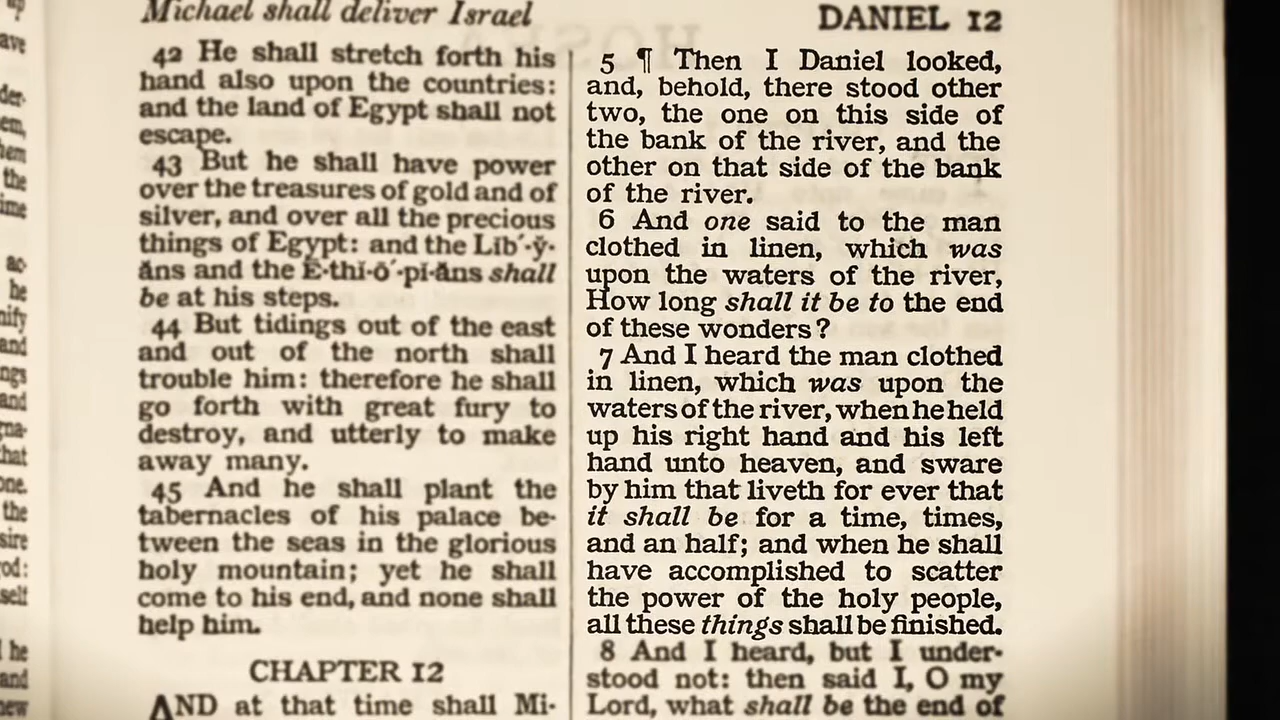 Michael shall deliver Israel
DANIEL 12
42 He shall stretch forth his
hand also upon the countries:
and the land of Egypt shall not
escape.
43 But he shall have power
over the treasures of gold and of
silver, and over all the precious
things of Egypt: and the Lĭb´-y̆-
ăns and the Ē-thĭ-ō´-pĭ-ăns shall
be at his steps.
44 But tidings out of the east
and out of the north shall
trouble him: therefore he shall
go forth with great fury to
destroy, and utterly to make
away many.
45 And he shall plant the
tabernacles of his palace be-
tween the seas in the glorious
holy mountain; yet he shall
come to his end, and none shall
help him.
CHAPTER 12
AND at that time shall Mi-
5 ¶ Then I Daniel looked,
and, behold, there stood other
two, the one on this side of
the bank of the river, and the
other on that side of the bank
of the river.
6 And one said to the man
clothed in linen, which was
upon the waters of the river,
How long shall it be to the end
of these wonders?
7 And I heard the man clothed
in linen, which was upon the
waters of the river, when he held
up his right hand and his left
hand unto heaven, and sware
by him that liveth for ever that
it shall be for a time, times,
and an half; and when he shall
have accomplished to scatter
the power of the holy people,
all these things shall be finished.
8 And I heard, but I under-
stood not: then said I, O my
Lord, what shall be the end of